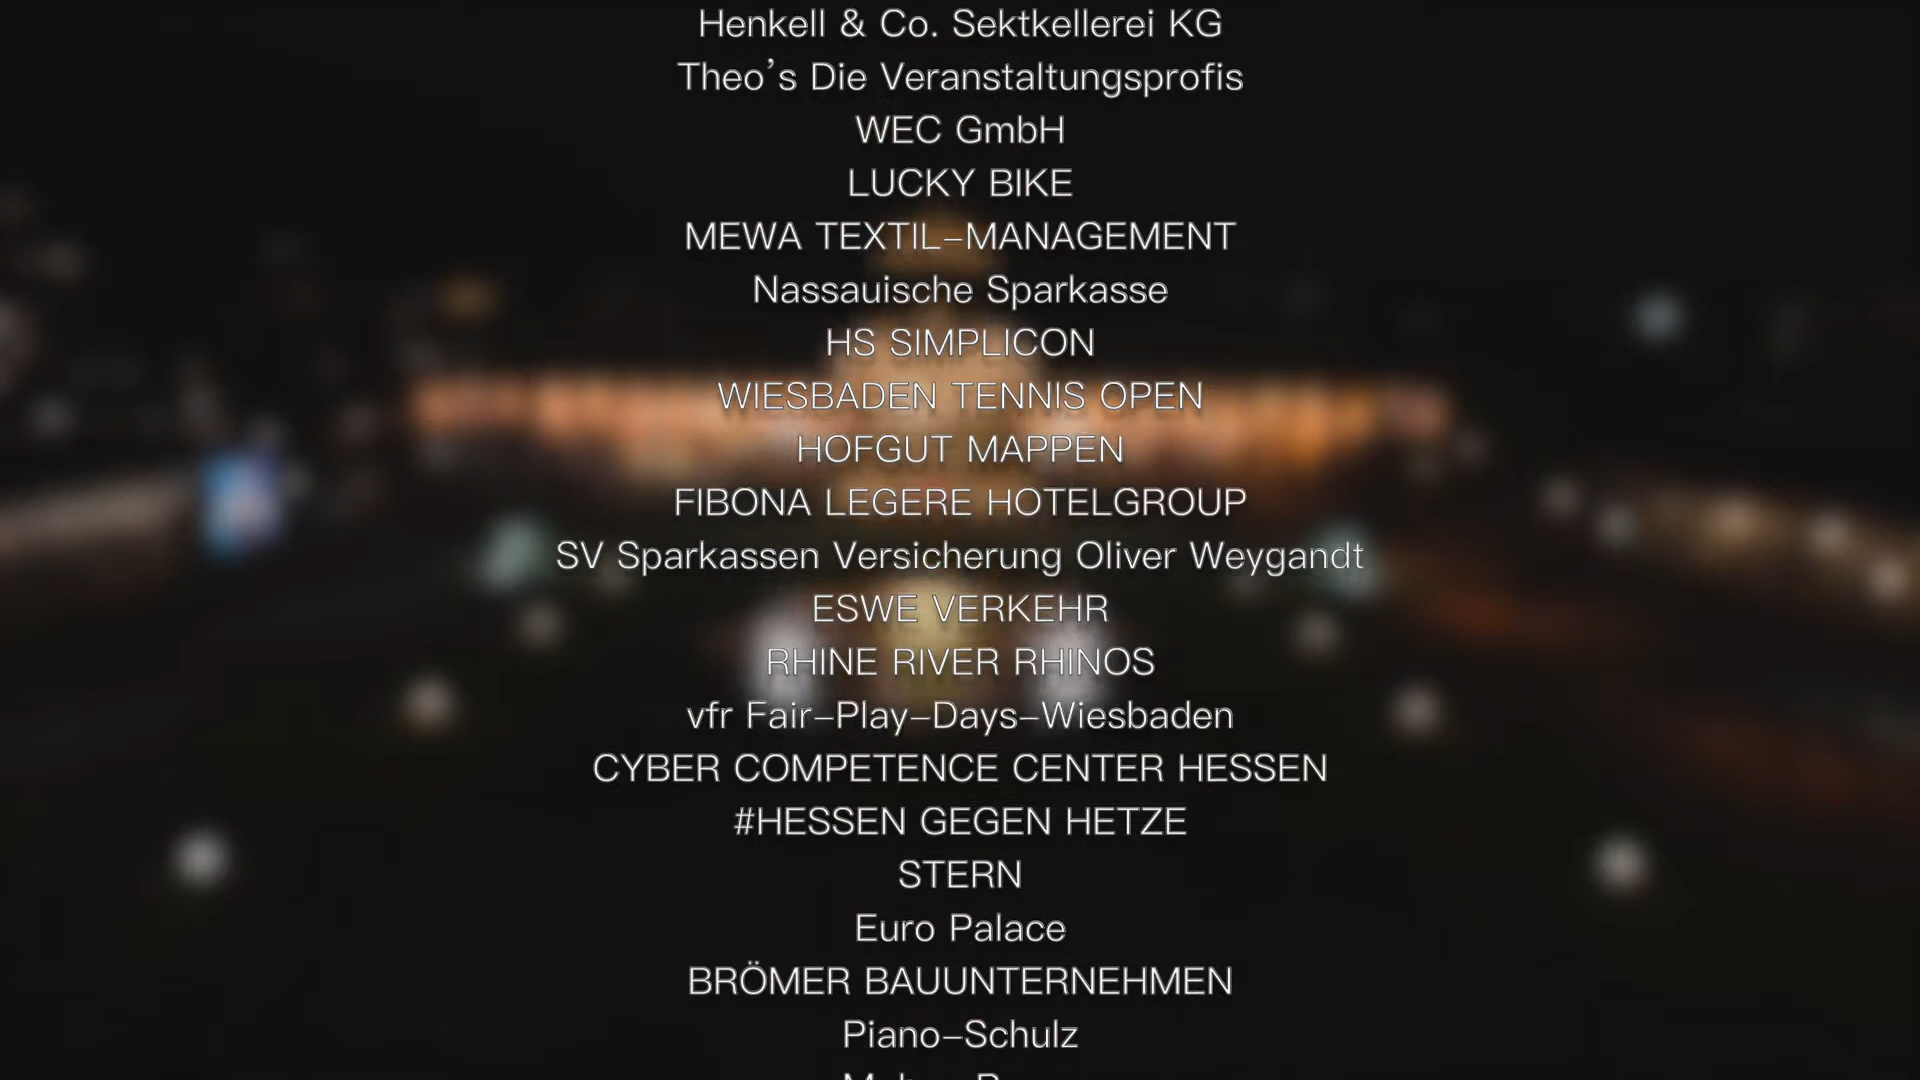 Henkell & Co. Sektkellerei KG
Theo’s Die Veranstaltungsprofis
WEC GmbH
LUCKY BIKE
MEWA TEXTIL–MANAGEMENT
Nassauische Sparkasse
HS SIMPLICON
WIESBADEN TENNIS OPEN
HOFGUT MAPPEN
FIBONA LEGERE HOTELGROUP
SV Sparkassen Versicherung Oliver Weygandt
ESWE VERKEHR
RHINE RIVER RHINOS
vfr Fair–Play–Days–Wiesbaden
CYBER COMPETENCE CENTER HESSEN
#HESSEN GEGEN HETZE
STERN
Euro Palace
BRÖMER BAUUNTERNEHMEN
Piano–Schulz